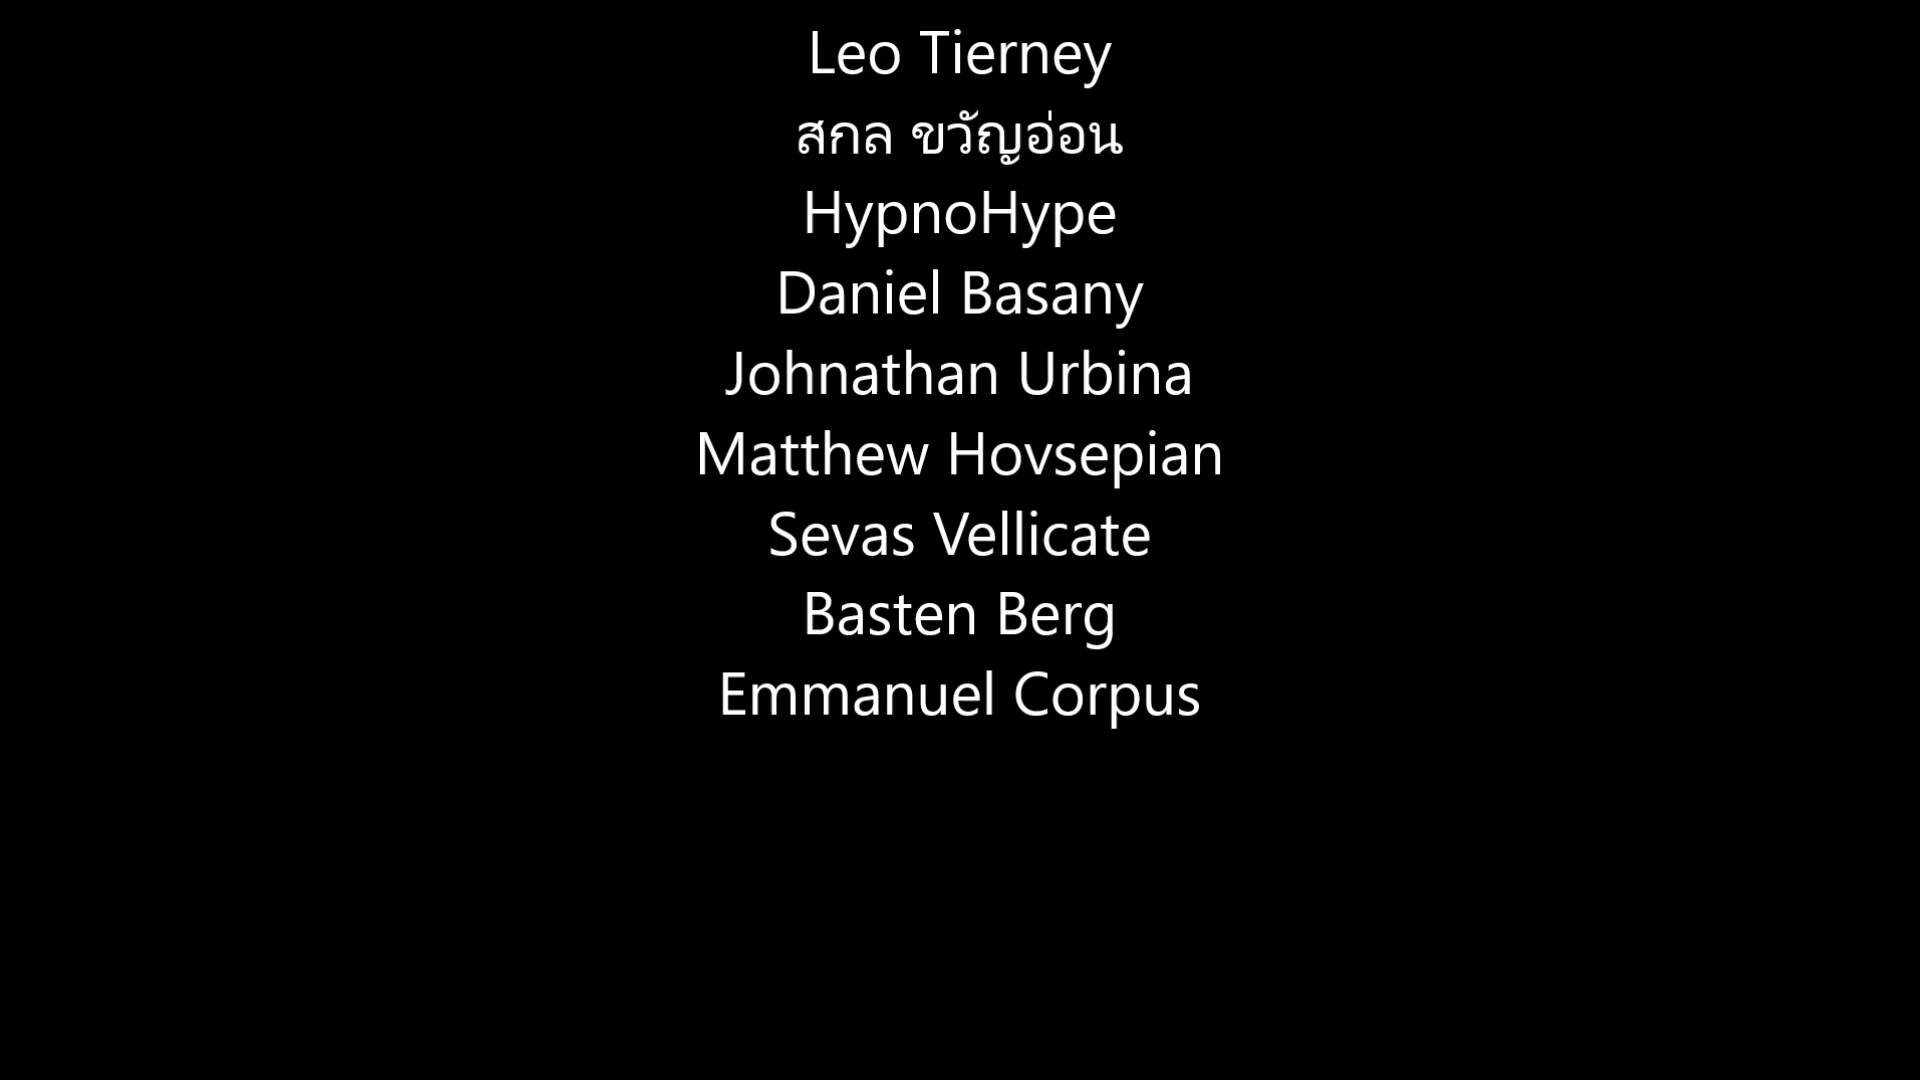 Leo Tierney
สกล ขวัญอ่อน
HypnoHype
Daniel Basany
Johnathan Urbina
Matthew Hovsepian
Sevas Vellicate
Basten Berg
Emmanuel Corpus